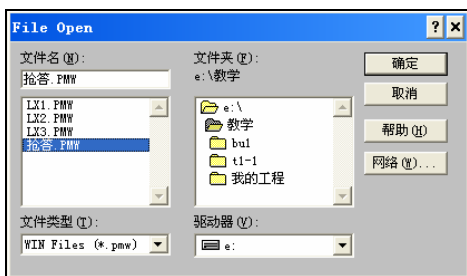 File Open
文件名(N):
抢答.PMW
LX1.PMW
LX2.PMW
LX3.PMW
抢答.PMW
文件类型(T):
WIN Files (*.pmw)
文件夹(F):
e:\教学
e:\
教学
bu1
t1-1
我的工程
驱动器(V):
e:
确定
取消
帮助(H)
网络(W)...